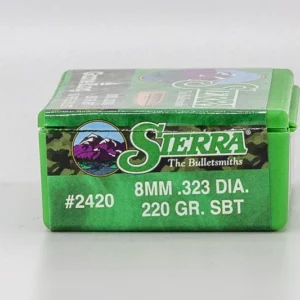 SIERRA
The Bulletsmiths
#2420
8MM .323 DIA.
220 GR. SBT